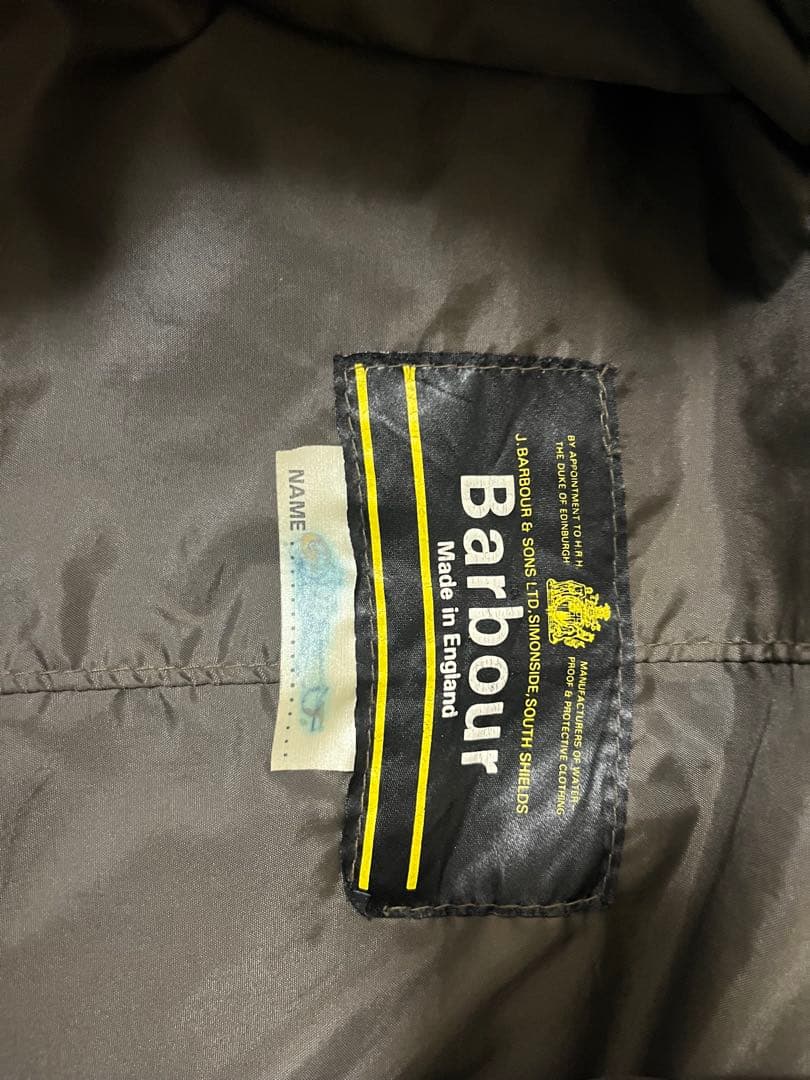 BY APPOINTMENT TO H.R.H.
THE DUKE OF EDINBURGH
MANUFACTURERS OF WATER-
PROOF & PROTECTIVE CLOTHING
J. BARBOUR & SONS LTD, SIMONSIDE, SOUTH SHIELDS
Barbour
Made in England
NAME